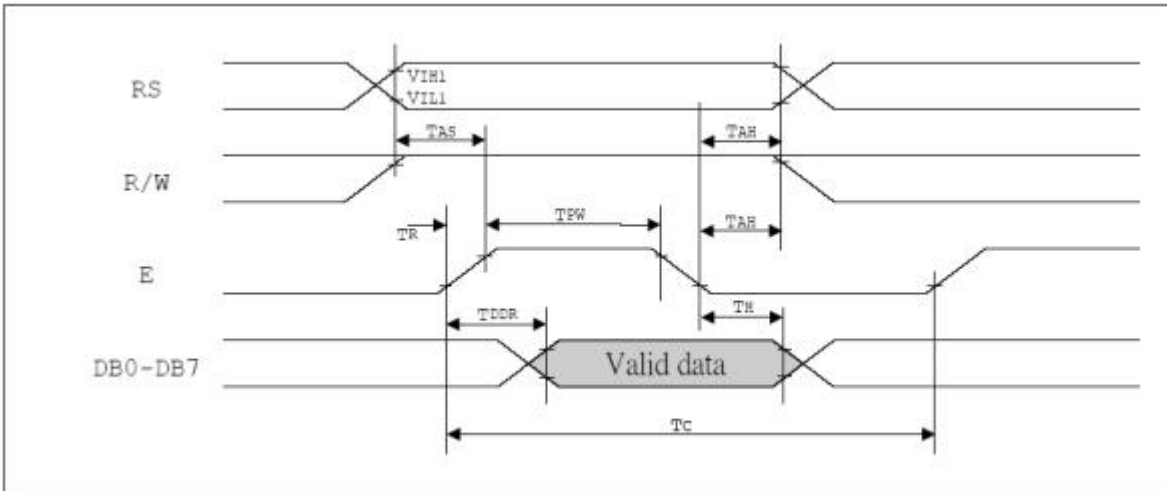 RS
VIH1
VIL1
TAS
TAH
R/W
TPW
TR
TAH
E
TDDR
TH
DB0~DB7
Valid data
TC